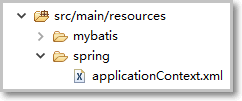 src/main/resources
mybatis
spring
applicationContext.xml